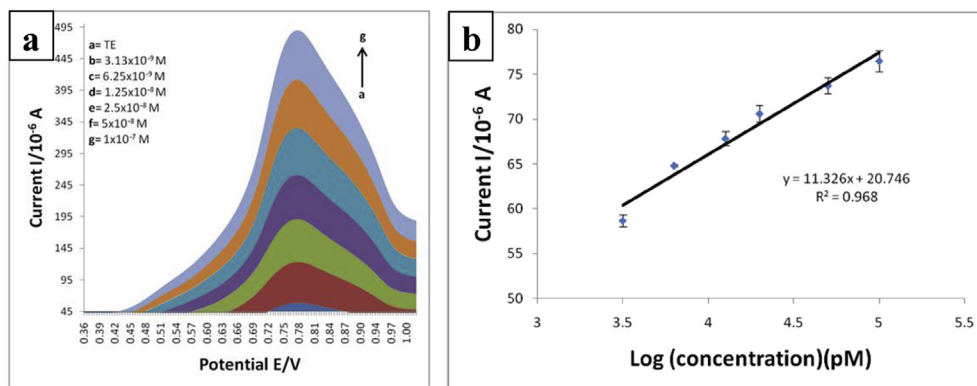 a
495
445
395
345
295
245
195
145
95
45
Current I/10⁻⁶ A
a= TE
b= 3.13x10⁻⁹ M
c= 6.25x10⁻⁹ M
d= 1.25x10⁻⁸ M
e= 2.5x10⁻⁸ M
f= 5x10⁻⁸ M
g= 1x10⁻⁷ M
g
a
0.36 0.39 0.42 0.45 0.48 0.51 0.54 0.57 0.60 0.63 0.66 0.69 0.72 0.75 0.78 0.81 0.84 0.87 0.90 0.94 0.97 1.00
Potential E/V
b
80
75
70
65
60
55
50
Current I/10⁻⁶ A
y = 11.326x + 20.746
R² = 0.968
3 3.5 4 4.5 5 5.5
Log (concentration)(pM)